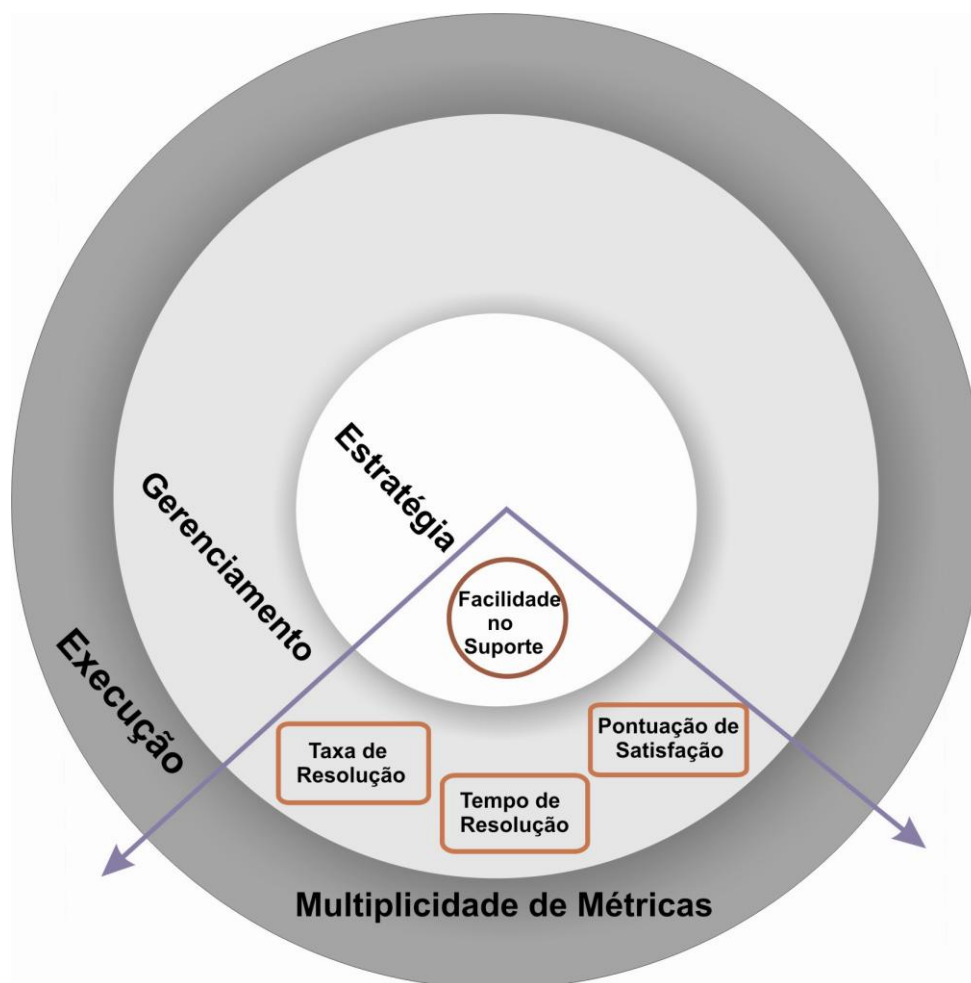 Estratégia
Gerenciamento
Execução
Facilidade
no
Suporte
Taxa de
Resolução
Tempo de
Resolução
Pontuação de
Satisfação
Multiplicidade de Métricas